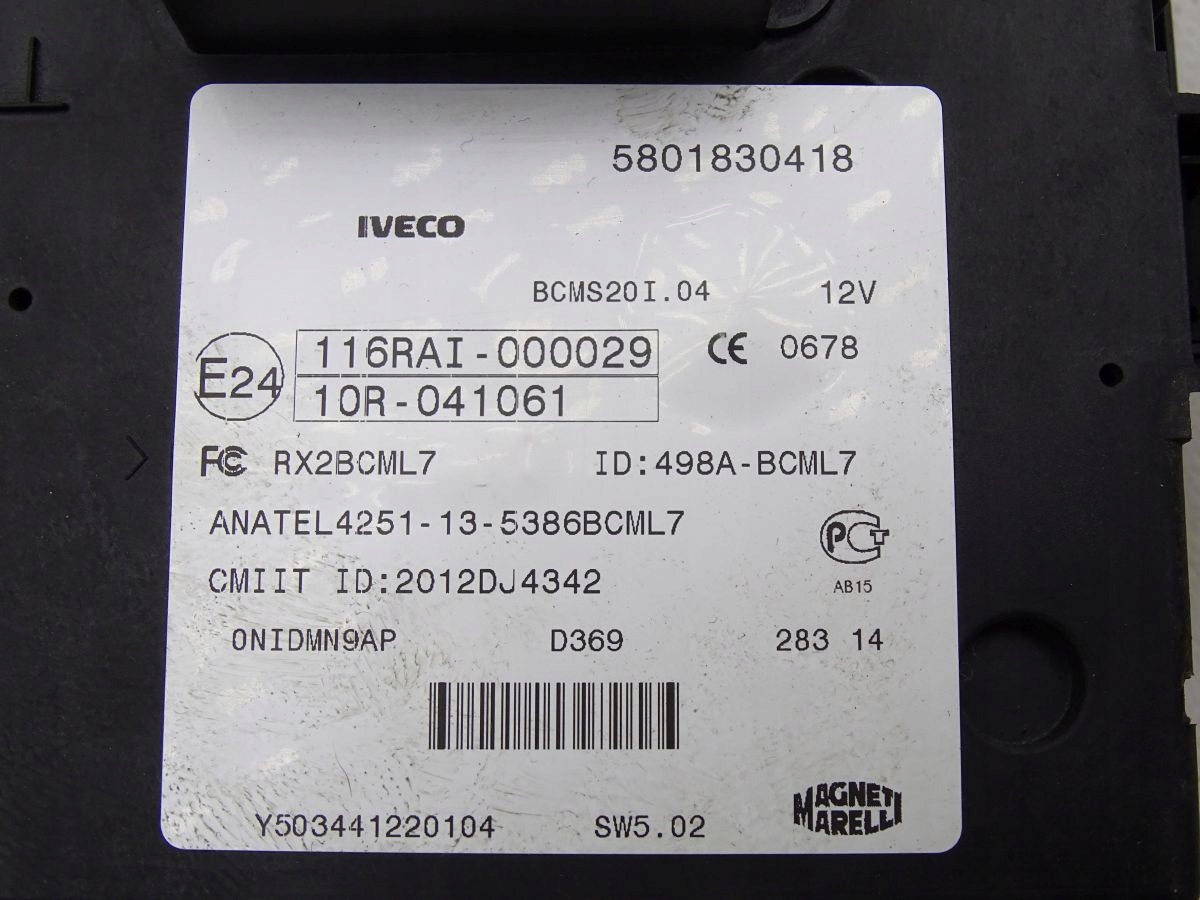 5801830418
IVECO
BCMS20I.04 12V
E24 116RAI-000029 CE 0678
10R-041061
FC RX2BCML7 ID:498A-BCML7
ANATEL4251-13-5386BCML7
PCT
CMIIT ID:2012DJ4342 AB15
0NIDMN9AP D369 283 14
Y503441220104 SW5.02 MAGNETI MARELLI